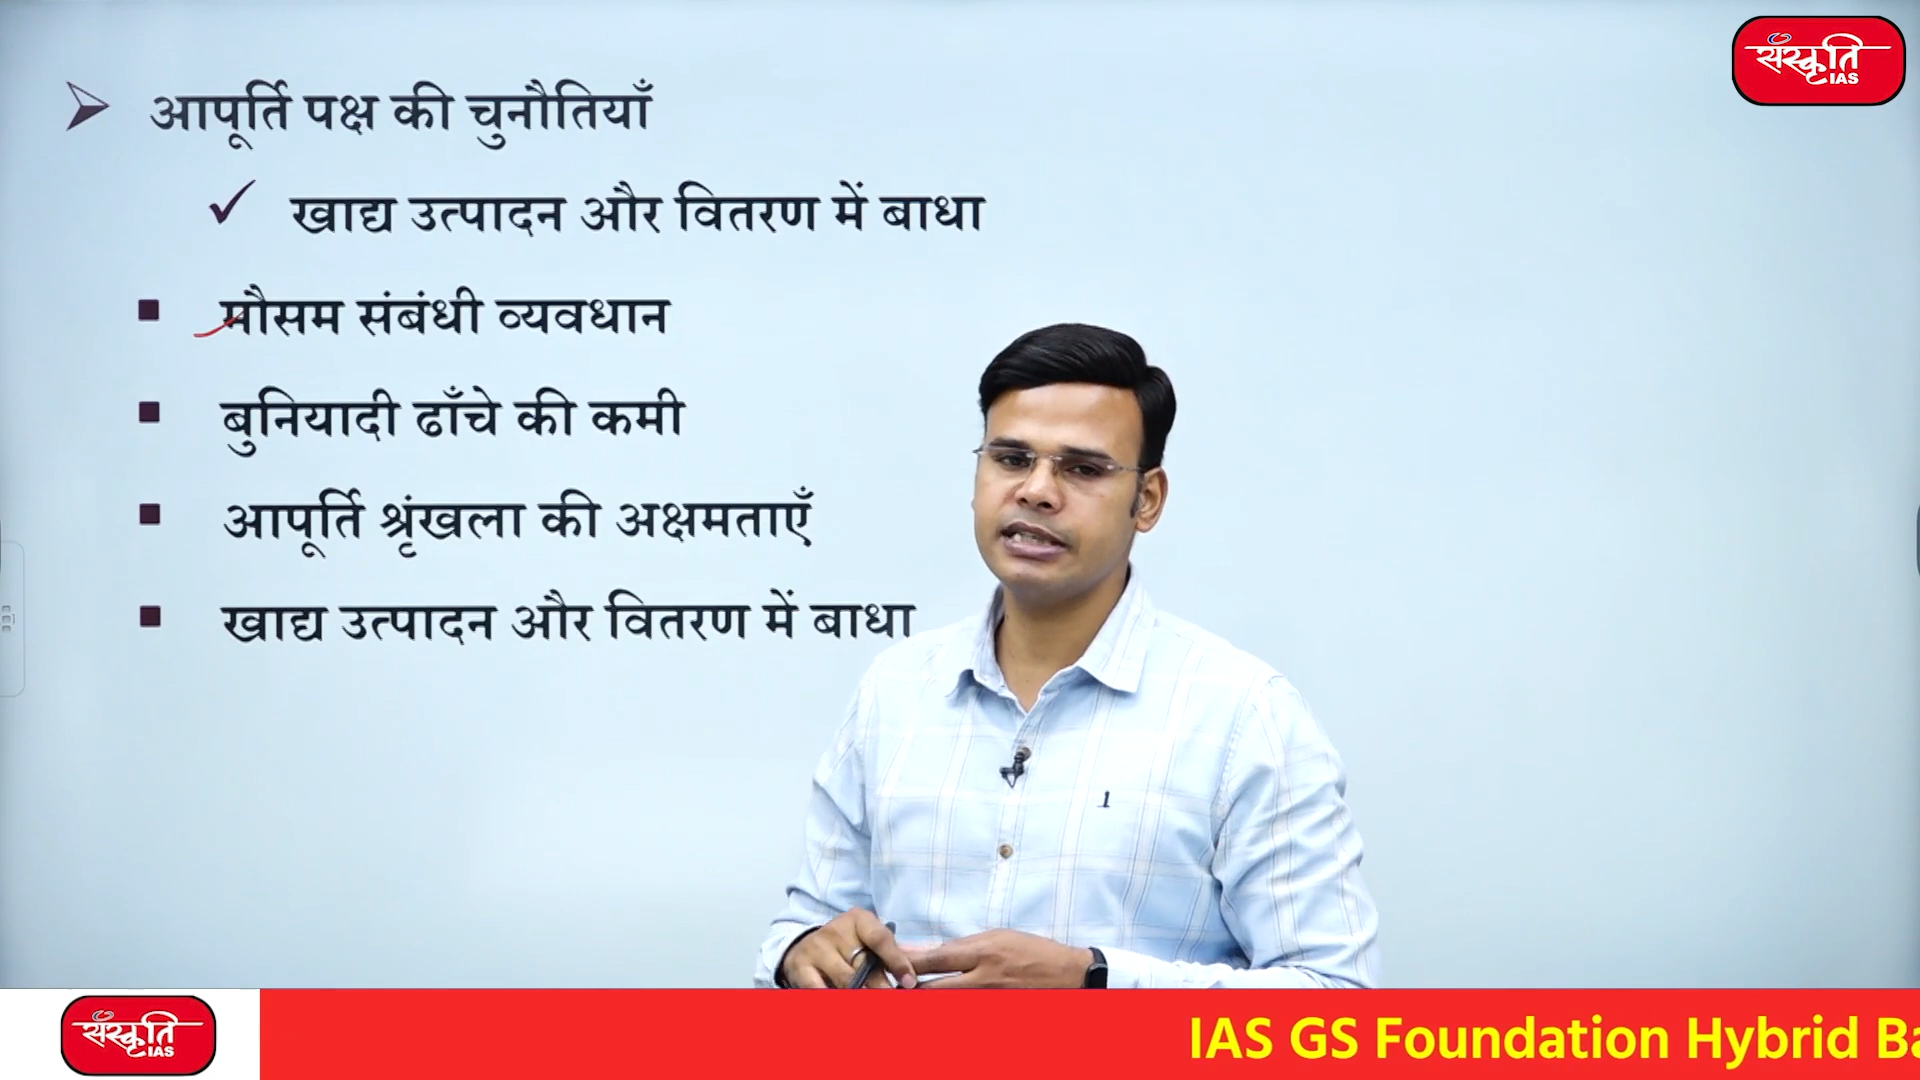 संस्कृति
IAS
आपूर्ति पक्ष की चुनौतियाँ
खाद्य उत्पादन और वितरण में बाधा
मौसम संबंधी व्यवधान
बुनियादी ढाँचे की कमी
आपूर्ति श्रृंखला की अक्षमताएँ
खाद्य उत्पादन और वितरण में बाधा
1
संस्कृति
IAS
IAS GS Foundation Hybrid Ba